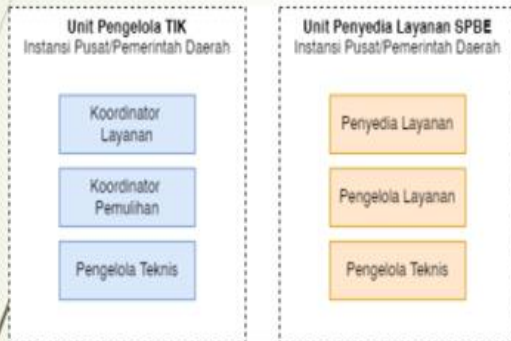 Unit Pengelola TIK
Instansi Pusat/Pemerintah Daerah
Koordinator
Layanan
Koordinator
Pemulihan
Pengelola Teknis
Unit Penyedia Layanan SPBE
Instansi Pusat/Pemerintah Daerah
Penyedia Layanan
Pengelola Layanan
Pengelola Teknis